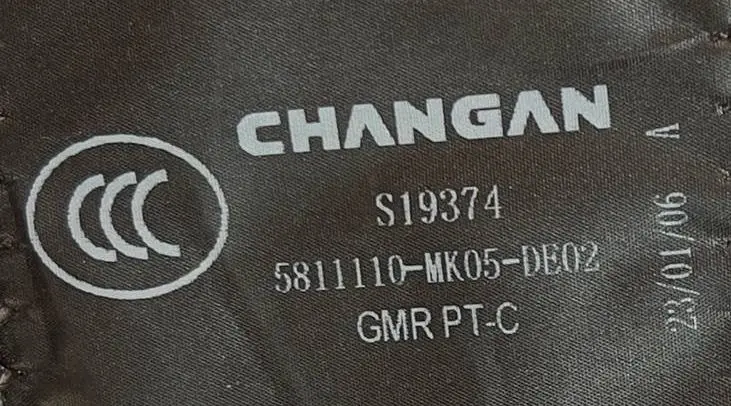 CHANGAN
CCC
S19374
5811110-MK05-DE02
GMR PT-C
23/01/06 A